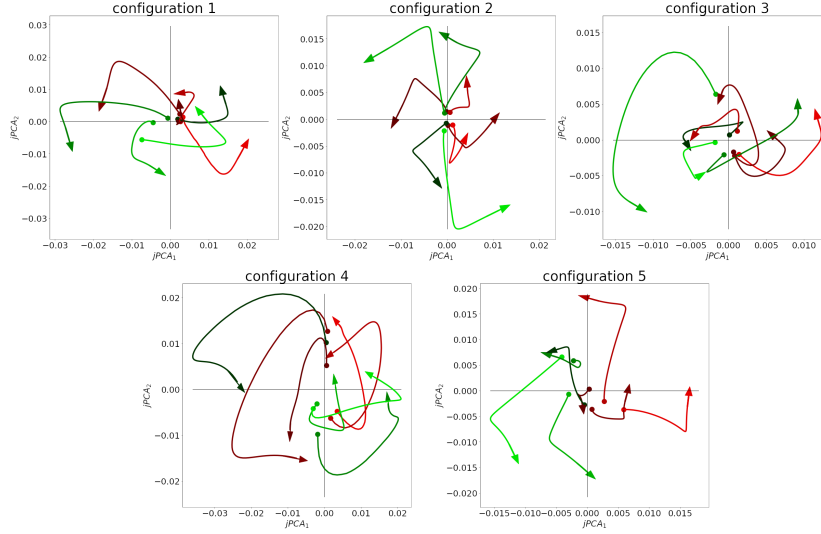 configuration 1
0.03
0.02
0.01
0.00
−0.01
−0.02
−0.03
jPCA₂
−0.03 −0.02 −0.01 0.00 0.01 0.02
jPCA₁
configuration 2
0.015
0.010
0.005
0.000
−0.005
−0.010
−0.015
−0.020
jPCA₂
−0.02 −0.01 0.00 0.01 0.02
jPCA₁
configuration 3
0.015
0.010
0.005
0.000
−0.005
−0.010
jPCA₂
−0.015 −0.010 −0.005 0.000 0.005 0.010
jPCA₁
configuration 4
0.02
0.01
0.00
−0.01
−0.02
jPCA₂
−0.03 −0.02 −0.01 0.00 0.01 0.02
jPCA₁
configuration 5
0.020
0.015
0.010
0.005
0.000
−0.005
−0.010
−0.015
−0.020
jPCA₂
−0.015 −0.010 −0.005 0.000 0.005 0.010 0.015
jPCA₁